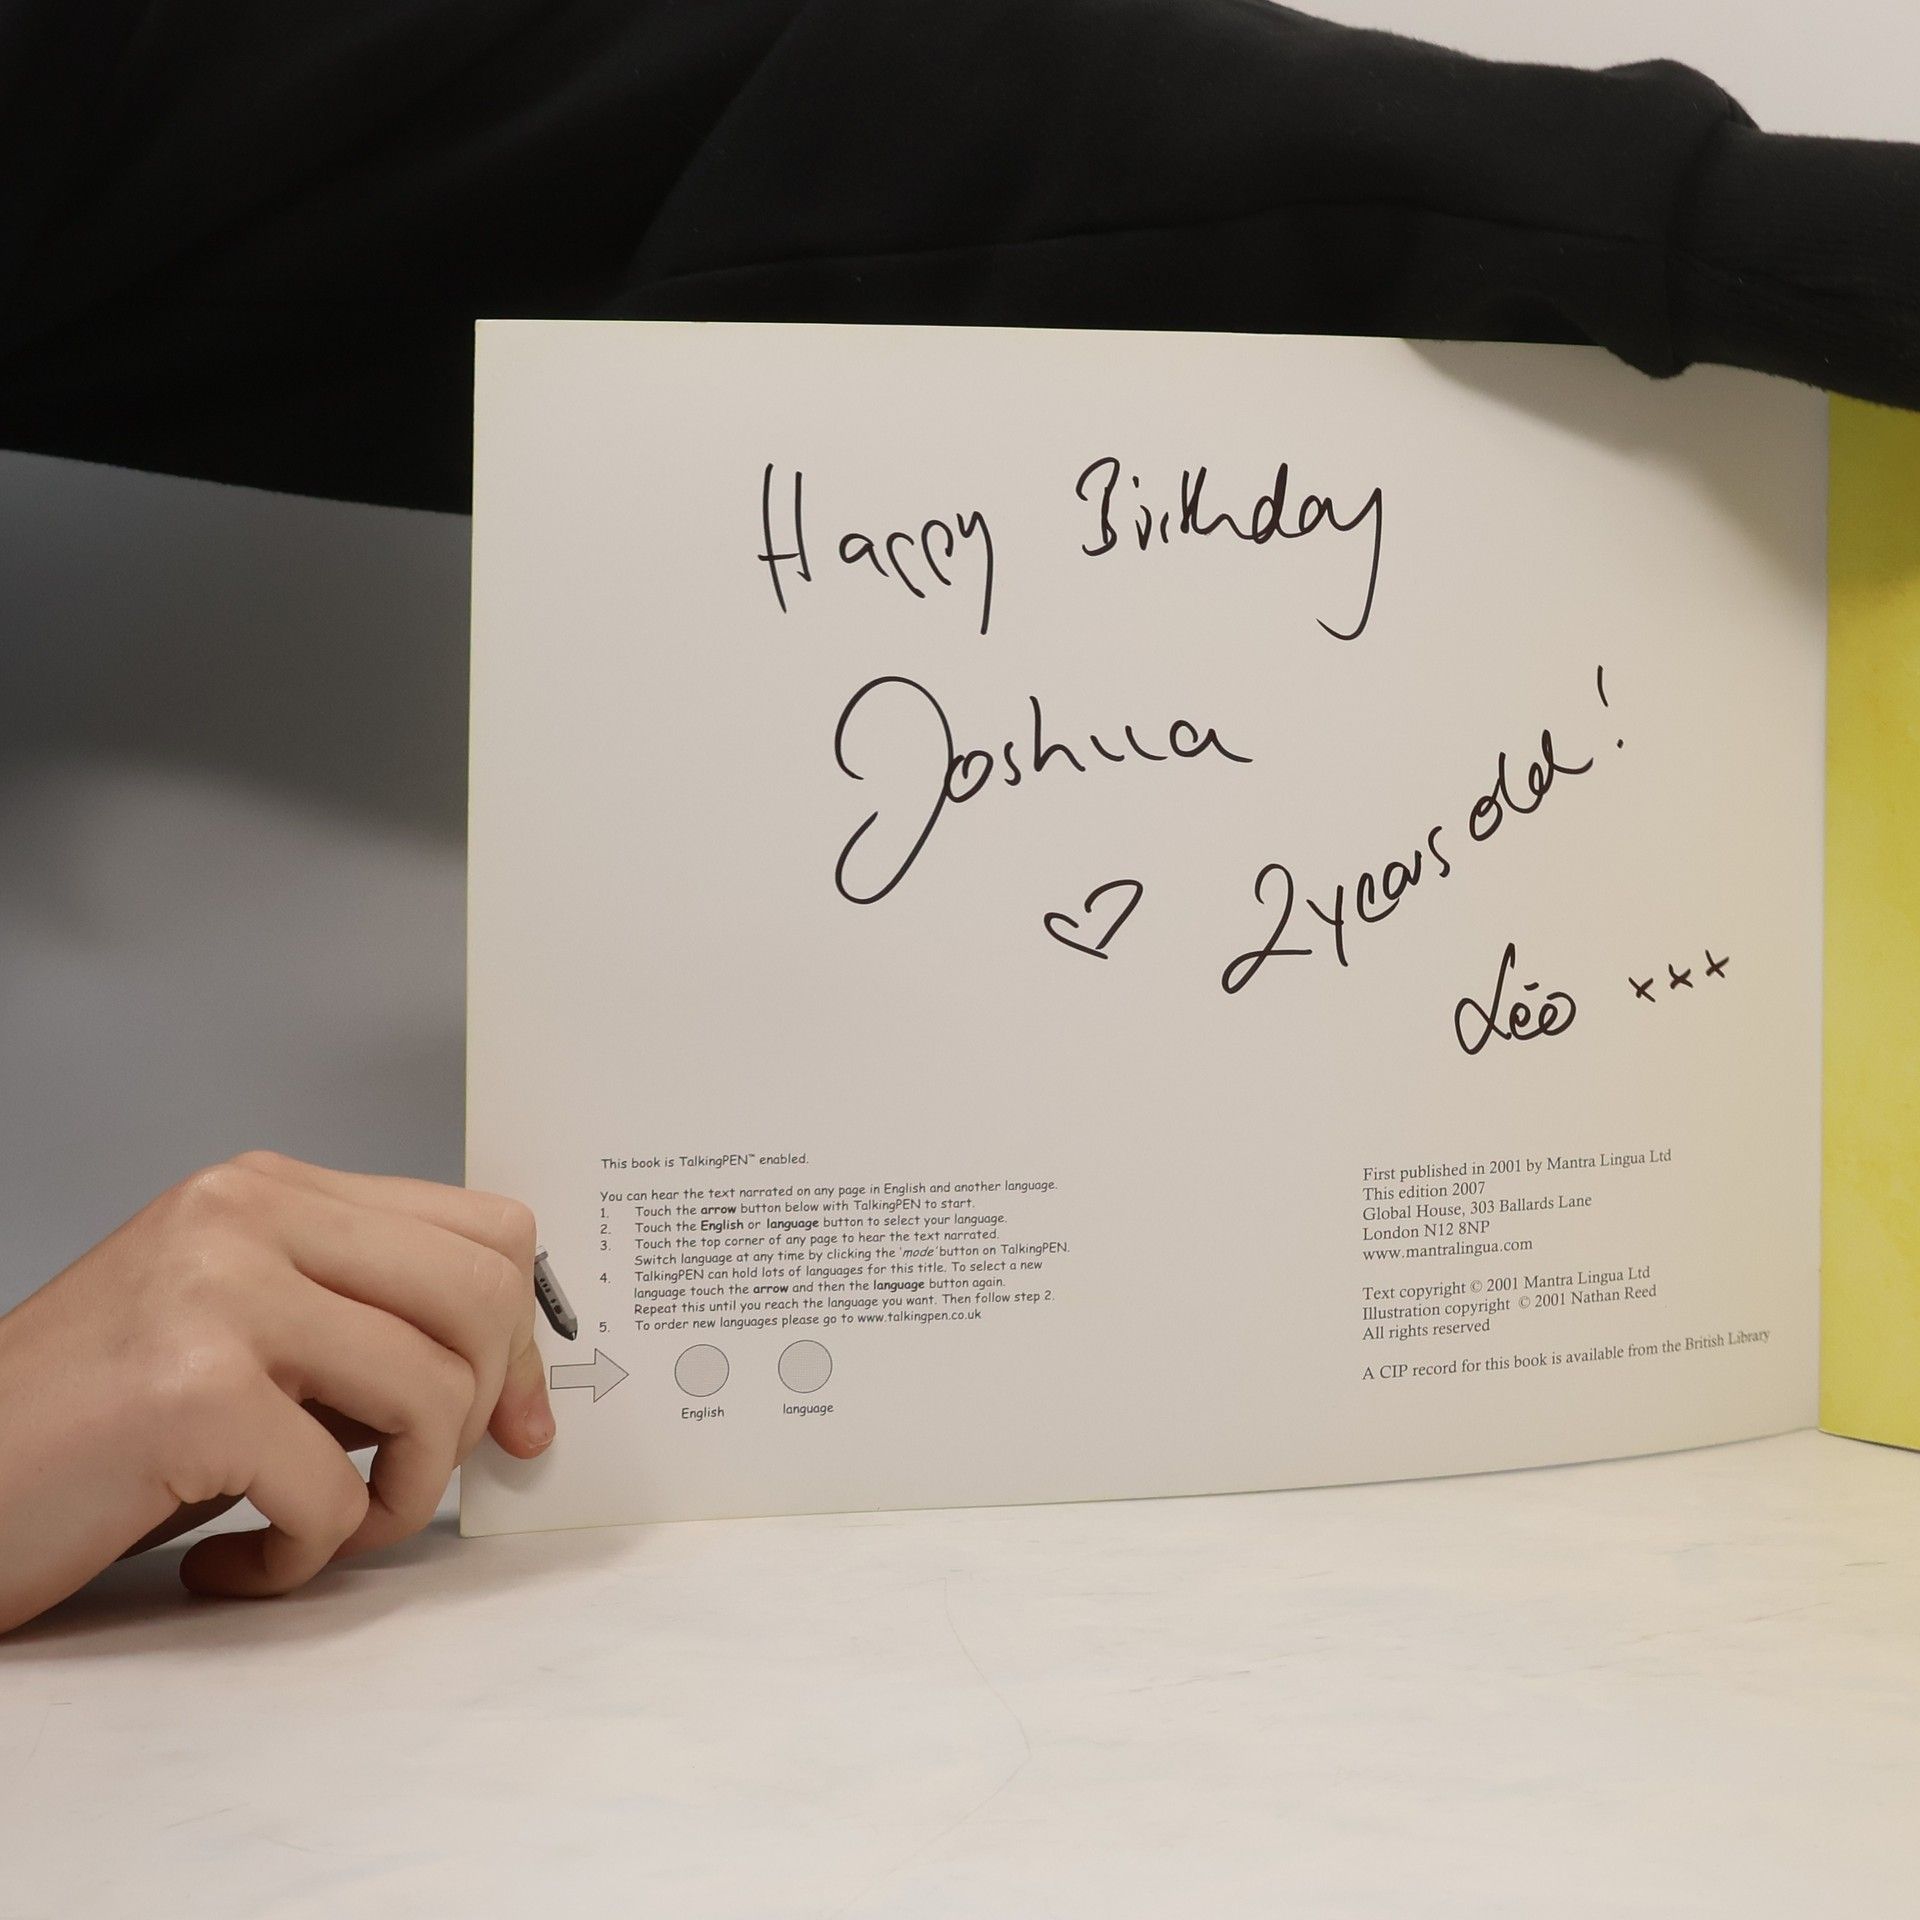 Happy Birthday
Joshua
♡ 2 years old!
Léo xxx
This book is TalkingPEN™ enabled.
You can hear the text narrated on any page in English and another language.
1. Touch the arrow button below with TalkingPEN to start.
2. Touch the English or language button to select your language.
3. Touch the top corner of any page to hear the text narrated.
Switch language at any time by clicking the 'mode' button on TalkingPEN.
4. TalkingPEN can hold lots of languages for this title. To select a new
language touch the arrow and then the language button again.
Repeat this until you reach the language you want. Then follow step 2.
5. To order new languages please go to www.talkingpen.co.uk
English
language
First published in 2001 by Mantra Lingua Ltd
This edition 2007
Global House, 303 Ballards Lane
London N12 8NP
www.mantralingua.com
Text copyright © 2001 Mantra Lingua Ltd
Illustration copyright © 2001 Nathan Reed
All rights reserved
A CIP record for this book is available from the British Library